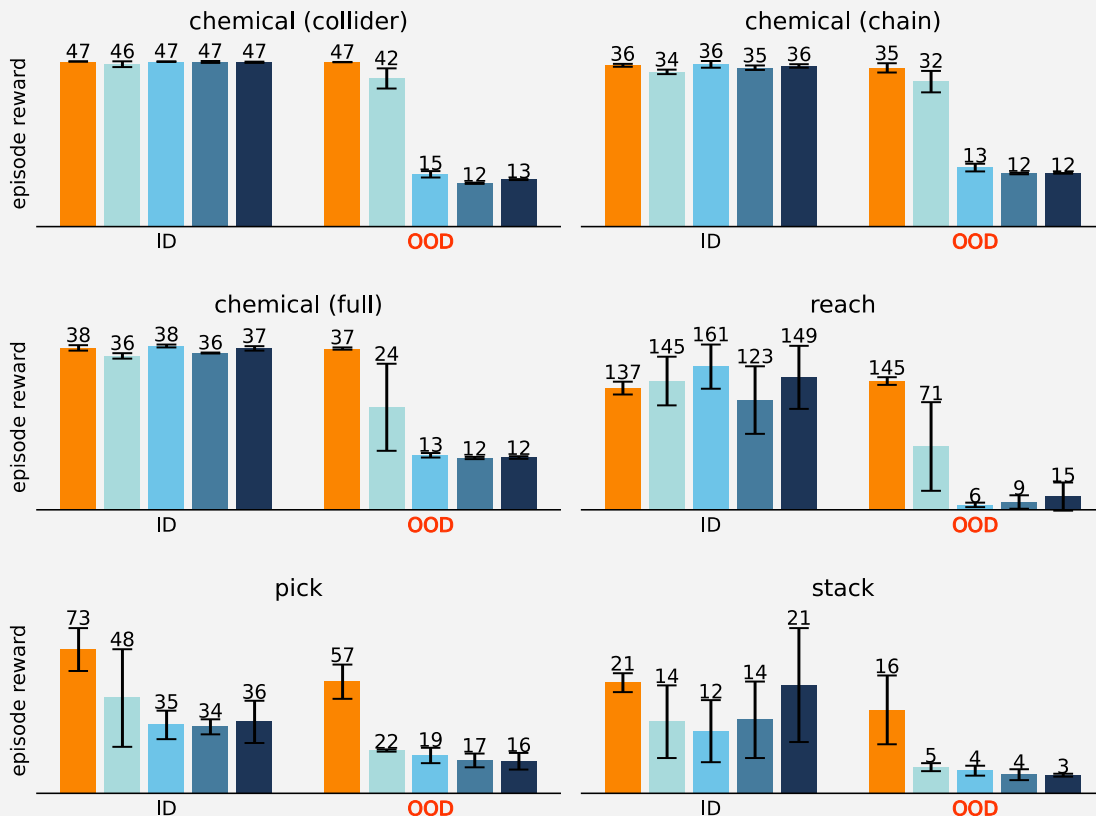 chemical (collider)
episode reward
47 46 47 47 47 47 42 15 12 13
ID OOD
chemical (chain)
36 34 36 35 36 35 32 13 12 12
ID OOD
chemical (full)
episode reward
38 36 38 36 37 37 24 13 12 12
ID OOD
reach
137 145 161 123 149 145 71 6 9 15
ID OOD
pick
episode reward
73 48 35 34 36 57 22 19 17 16
ID OOD
stack
21 14 12 14 21 16 5 4 4 3
ID OOD